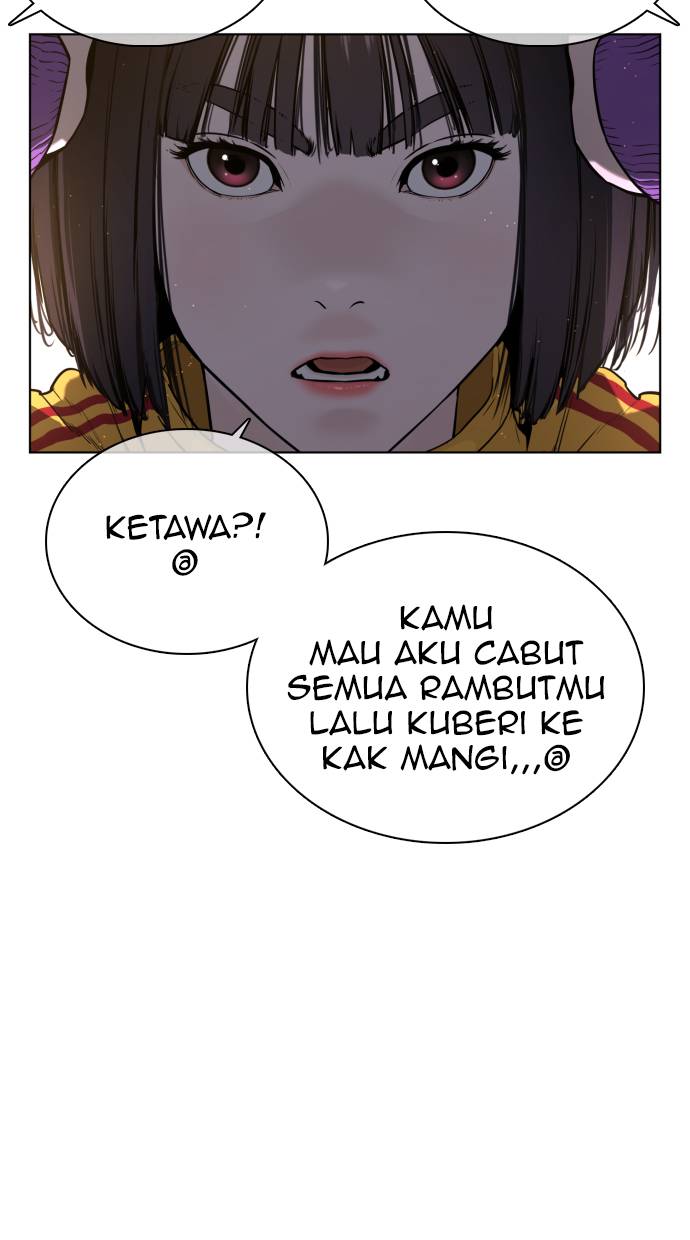 KETAWA?!
@
KAMU
MAU AKU CABUT
SEMUA RAMBUTMU
LALU KUBERI KE
KAK MANGI,,,@